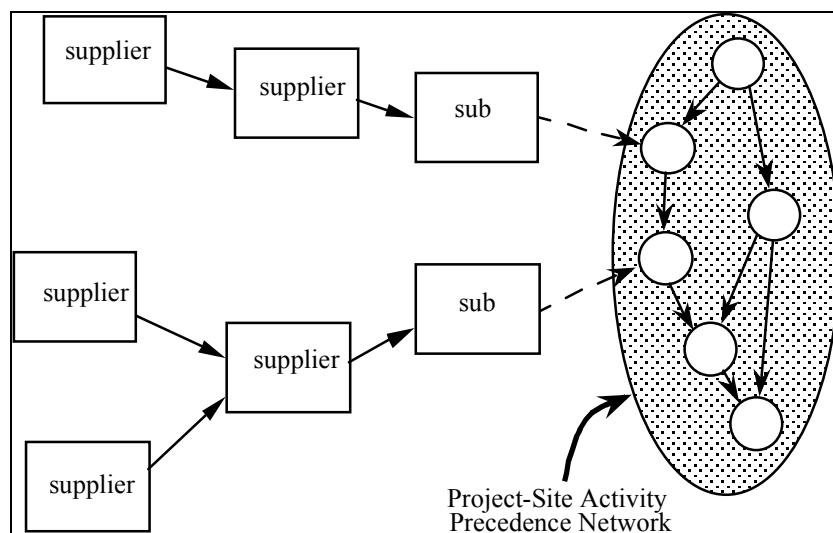 supplier
supplier
sub
supplier
supplier
sub
supplier
Project-Site Activity
Precedence Network